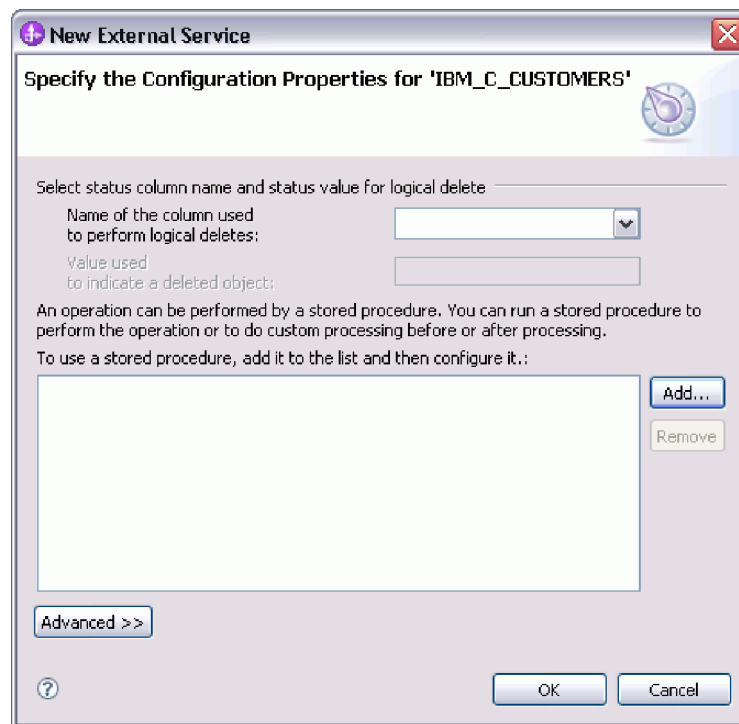 New External Service
Specify the Configuration Properties for 'IBM_C_CUSTOMERS'
Select status column name and status value for logical delete
Name of the column used
to perform logical deletes:
Value used
to indicate a deleted object:
An operation can be performed by a stored procedure. You can run a stored procedure to
perform the operation or to do custom processing before or after processing.
To use a stored procedure, add it to the list and then configure it.:
Add...
Remove
Advanced >>
?
OK
Cancel